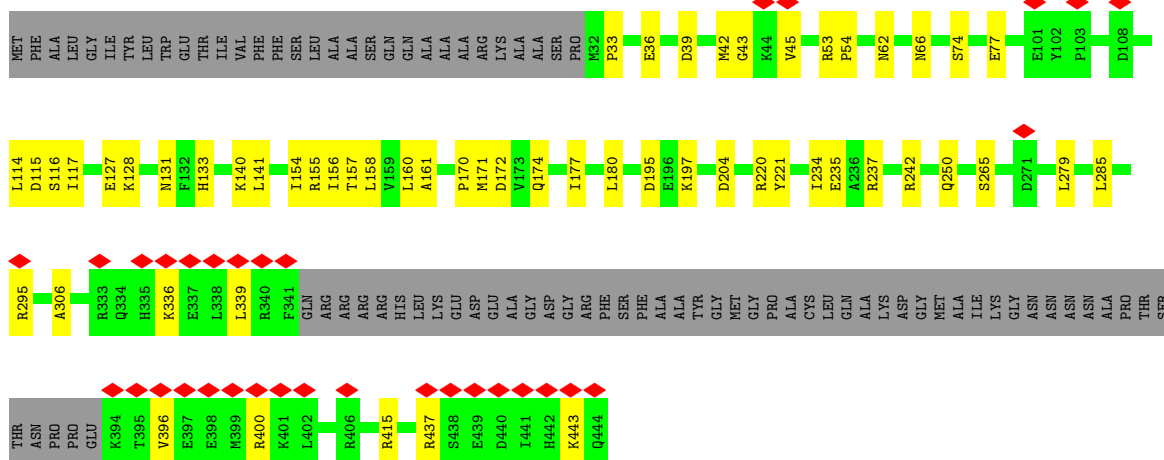 MET PHE ALA LEU GLY ILE TYR LEU TRP GLU THR ILE VAL PHE PHE SER LEU ALA ALA SER GLN GLN ALA ALA ALA ARG LYS ALA ALA SER PRO M32 P33 E36 D39 M42 G43 K44 V45 R53 P54 N62 N66 S74 E77 E101 Y102 P103 D108
L114 D115 S116 I117 E127 K128 N131 F132 H133 K140 L141 I154 R155 I156 T157 L158 V159 L160 A161 P170 M171 D172 V173 Q174 I177 L180 D195 E196 K197 D204 R220 Y221 I234 E235 A236 R237 R242 Q250 S265 D271 L279 L285
R295 A306 R333 Q334 H335 K336 E337 L338 L339 R340 F341 GLN ARG ARG ARG ARG HIS LEU LYS GLU ASP GLU ALA GLY ASP GLY ARG PHE SER PHE ALA ALA TYR GLY MET GLY PRO ALA CYS LEU GLN ALA LYS ASP GLY MET ALA ILE LYS GLY ASN ASN ASN ASN ALA PRO THR SER
THR ASN PRO PRO GLU K394 T395 V396 E397 E398 M399 R400 K401 L402 R406 R415 R437 S438 E439 D440 I441 H442 K443 Q444